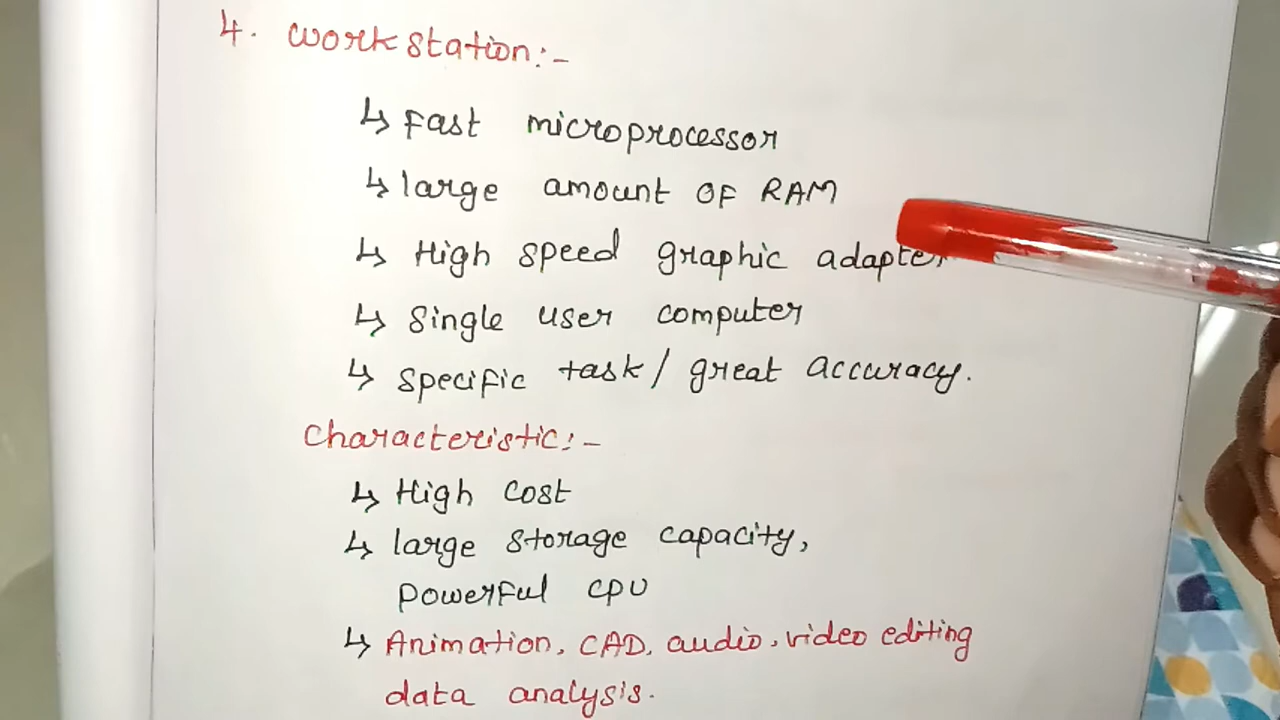 4. Workstation:-
↳ Fast microprocessor
↳ large amount OF RAM
↳ High speed graphic adapter
↳ Single user computer
↳ Specific task/ great accuracy.
Characteristic:-
↳ High cost
↳ large storage capacity,
Powerful CPU
↳ Animation, CAD, audio, video editing
data analysis.